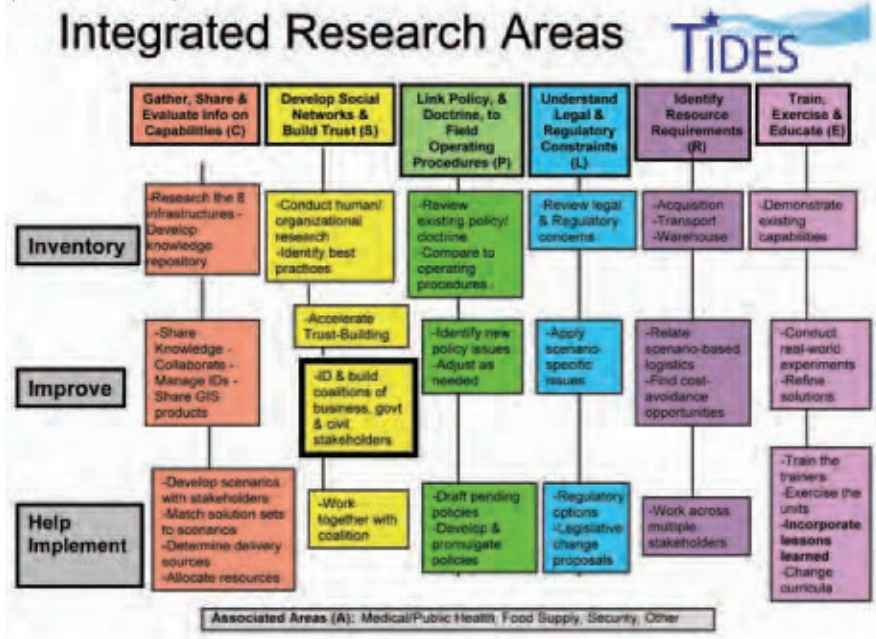 Integrated Research Areas
TIDES
Gather, Share &
Evaluate Info on
Capabilities (C)
Develop Social
Networks &
Build Trust (S)
Link Policy, &
Doctrine, to
Field
Operating
Procedures (P)
Understand
Legal &
Regulatory
Constraints
(L)
Identify
Resource
Requirements
(R)
Train,
Exercise &
Educate (E)
Inventory
-Research the 8
infrastructures -
Develop
knowledge
repository
-Conduct human/
organizational
research
-Identify best
practices
-Review
existing policy/
doctrine
-Compare to
operating
procedures
-Review legal
& Regulatory
concerns
-Acquisition
-Transport
-Warehouse
-Demonstrate
existing
capabilities
Improve
-Share
Knowledge -
Collaborate -
Manage IDs -
Share GIS
products
-Accelerate
Trust-Building
-ID & build
coalitions of
business, govt
& civil
stakeholders
-Identify new
policy issues
-Adjust as
needed
-Apply
scenario-
specific
issues
-Relate
scenario-based
logistics
-Find cost-
avoidance
opportunities
-Conduct
real-world
experiments
-Refine
solutions
Help
Implement
-Develop scenarios
with stakeholders
-Match solution sets
to scenarios
-Determine delivery
sources
-Allocate resources
-Work
together with
coalition
-Draft pending
policies
-Develop &
promulgate
policies
-Regulatory
options
-Legislative
change
proposals
-Work across
multiple
stakeholders
-Train the
trainers
-Exercise the
units
-Incorporate
lessons
learned
-Change
curricula
Associated Areas (A): Medical/Public Health, Food Supply, Security, Other